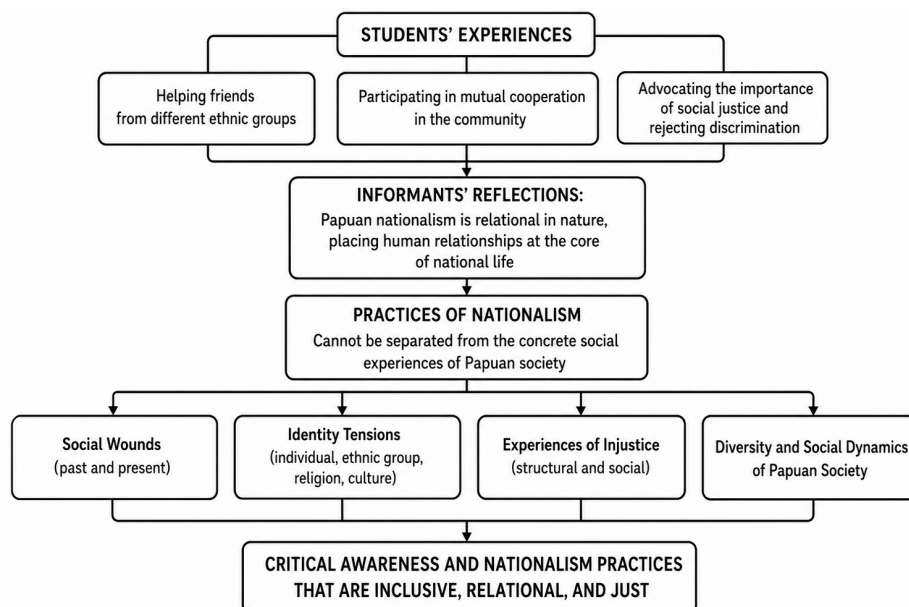 STUDENTS’ EXPERIENCES
Helping friends
from different ethnic groups
Participating in mutual cooperation
in the community
Advocating the importance
of social justice and
rejecting discrimination
INFORMANTS’ REFLECTIONS:
Papuan nationalism is relational in nature,
placing human relationships at the core
of national life
PRACTICES OF NATIONALISM
Cannot be separated from the concrete social
experiences of Papuan society
Social Wounds
(past and present)
Identity Tensions
(individual, ethnic group,
religion, culture)
Experiences of Injustice
(structural and social)
Diversity and Social Dynamics
of Papuan Society
CRITICAL AWARENESS AND NATIONALISM PRACTICES
THAT ARE INCLUSIVE, RELATIONAL, AND JUST